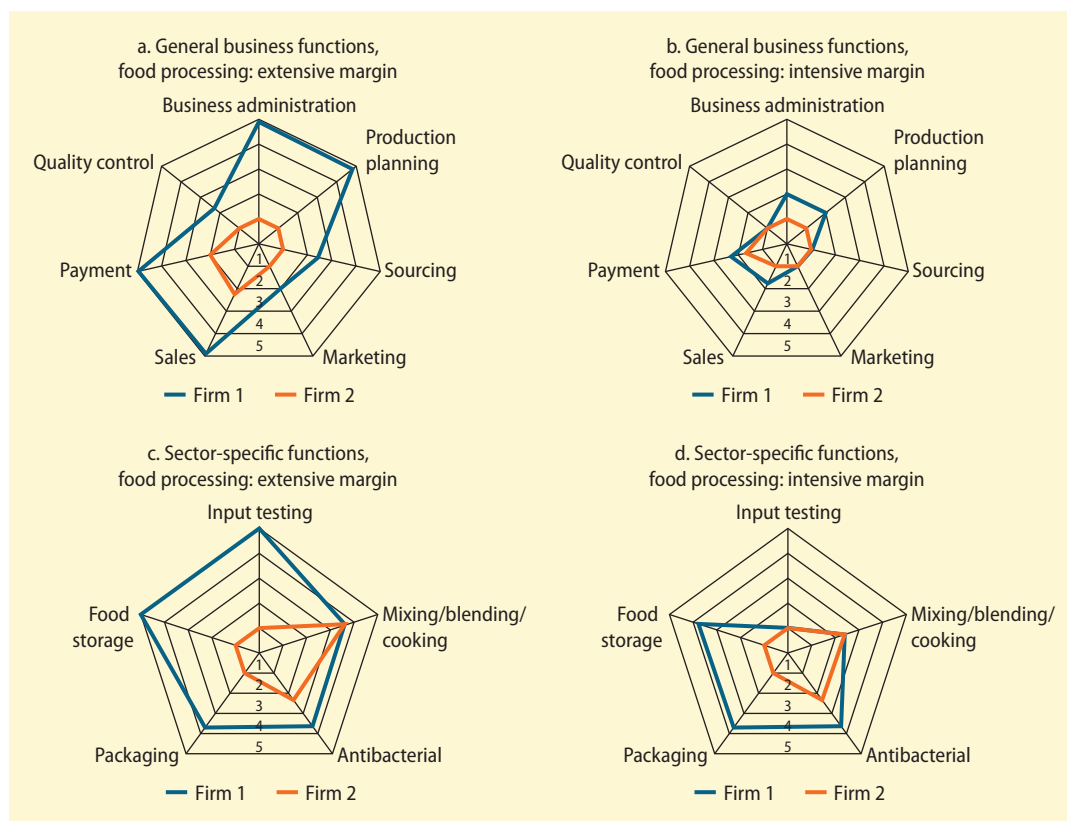 a. General business functions,
food processing: extensive margin
Business administration
Production
planning
Quality control
Payment
Sourcing
Sales
Marketing
1
2
3
4
5
Firm 1
Firm 2
b. General business functions,
food processing: intensive margin
Business administration
Production
planning
Quality control
Payment
Sourcing
Sales
Marketing
1
2
3
4
5
Firm 1
Firm 2
c. Sector-specific functions,
food processing: extensive margin
Input testing
Food
storage
Mixing/blending/
cooking
Packaging
Antibacterial
1
2
3
4
5
Firm 1
Firm 2
d. Sector-specific functions,
food processing: intensive margin
Input testing
Food
storage
Mixing/blending/
cooking
Packaging
Antibacterial
1
2
3
4
5
Firm 1
Firm 2